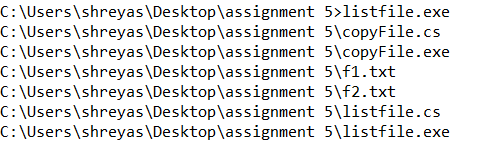 C:\Users\shreyas\Desktop\assignment 5>listfile.exe
C:\Users\shreyas\Desktop\assignment 5\copyFile.cs
C:\Users\shreyas\Desktop\assignment 5\copyFile.exe
C:\Users\shreyas\Desktop\assignment 5\f1.txt
C:\Users\shreyas\Desktop\assignment 5\f2.txt
C:\Users\shreyas\Desktop\assignment 5\listfile.cs
C:\Users\shreyas\Desktop\assignment 5\listfile.exe